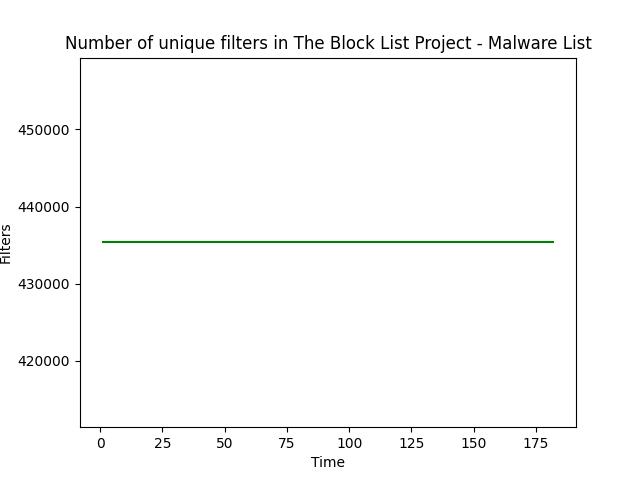 Number of unique filters in The Block List Project - Malware List
450000
440000
430000
420000
Filters
0 25 50 75 100 125 150 175
Time